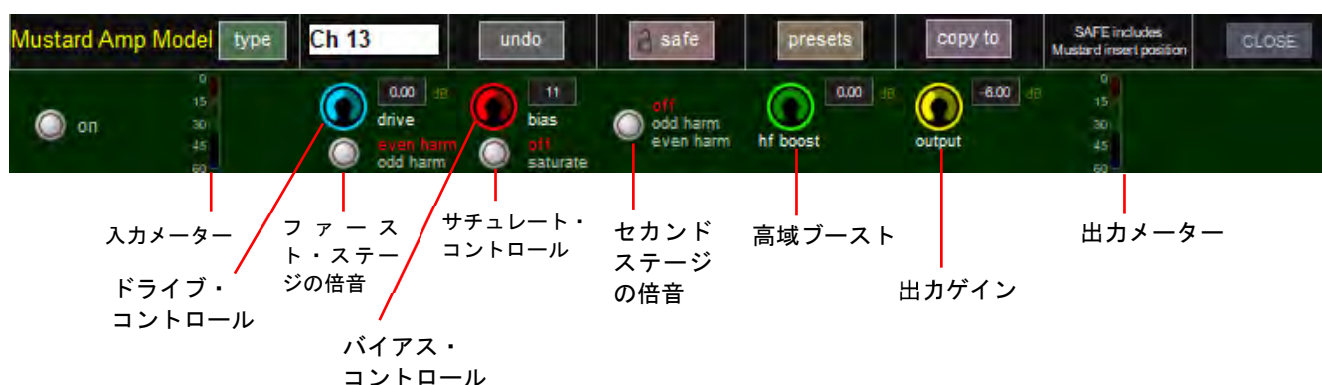 Mustard Amp Model
type
Ch 13
undo
safe
presets
copy to
SAFE includes
Mustard insert position
CLOSE
on
0
15
30
45
60
0.00 dB
drive
even harm
odd harm
11
bias
off
saturate
off
odd harm
even harm
0.00 dB
hf boost
-6.00 dB
output
0
15
30
45
60
入力メーター
ドライブ・
コントロール
ファース
ト・ステー
ジの倍音
バイアス・
コントロール
サチュレート・
コントロール
セカンド
ステージ
の倍音
高域ブースト
出力ゲイン
出力メーター